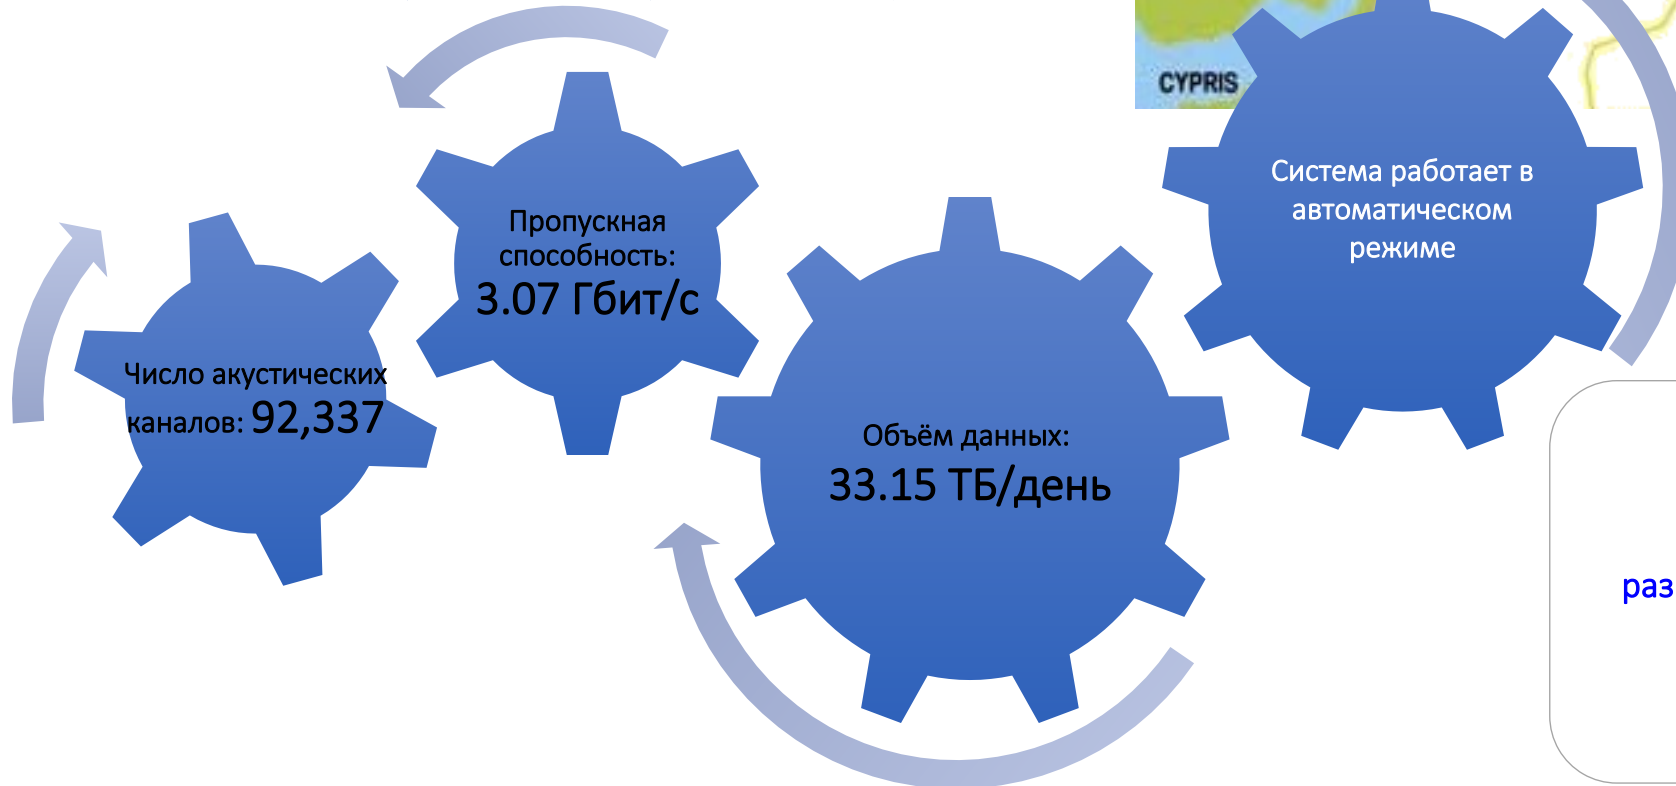 CYPRIS
Система работает в
автоматическом
режиме
Пропускная
способность:
3.07 Гбит/с
Число акустических
каналов: 92,337
Объём данных:
33.15 ТБ/день
раз